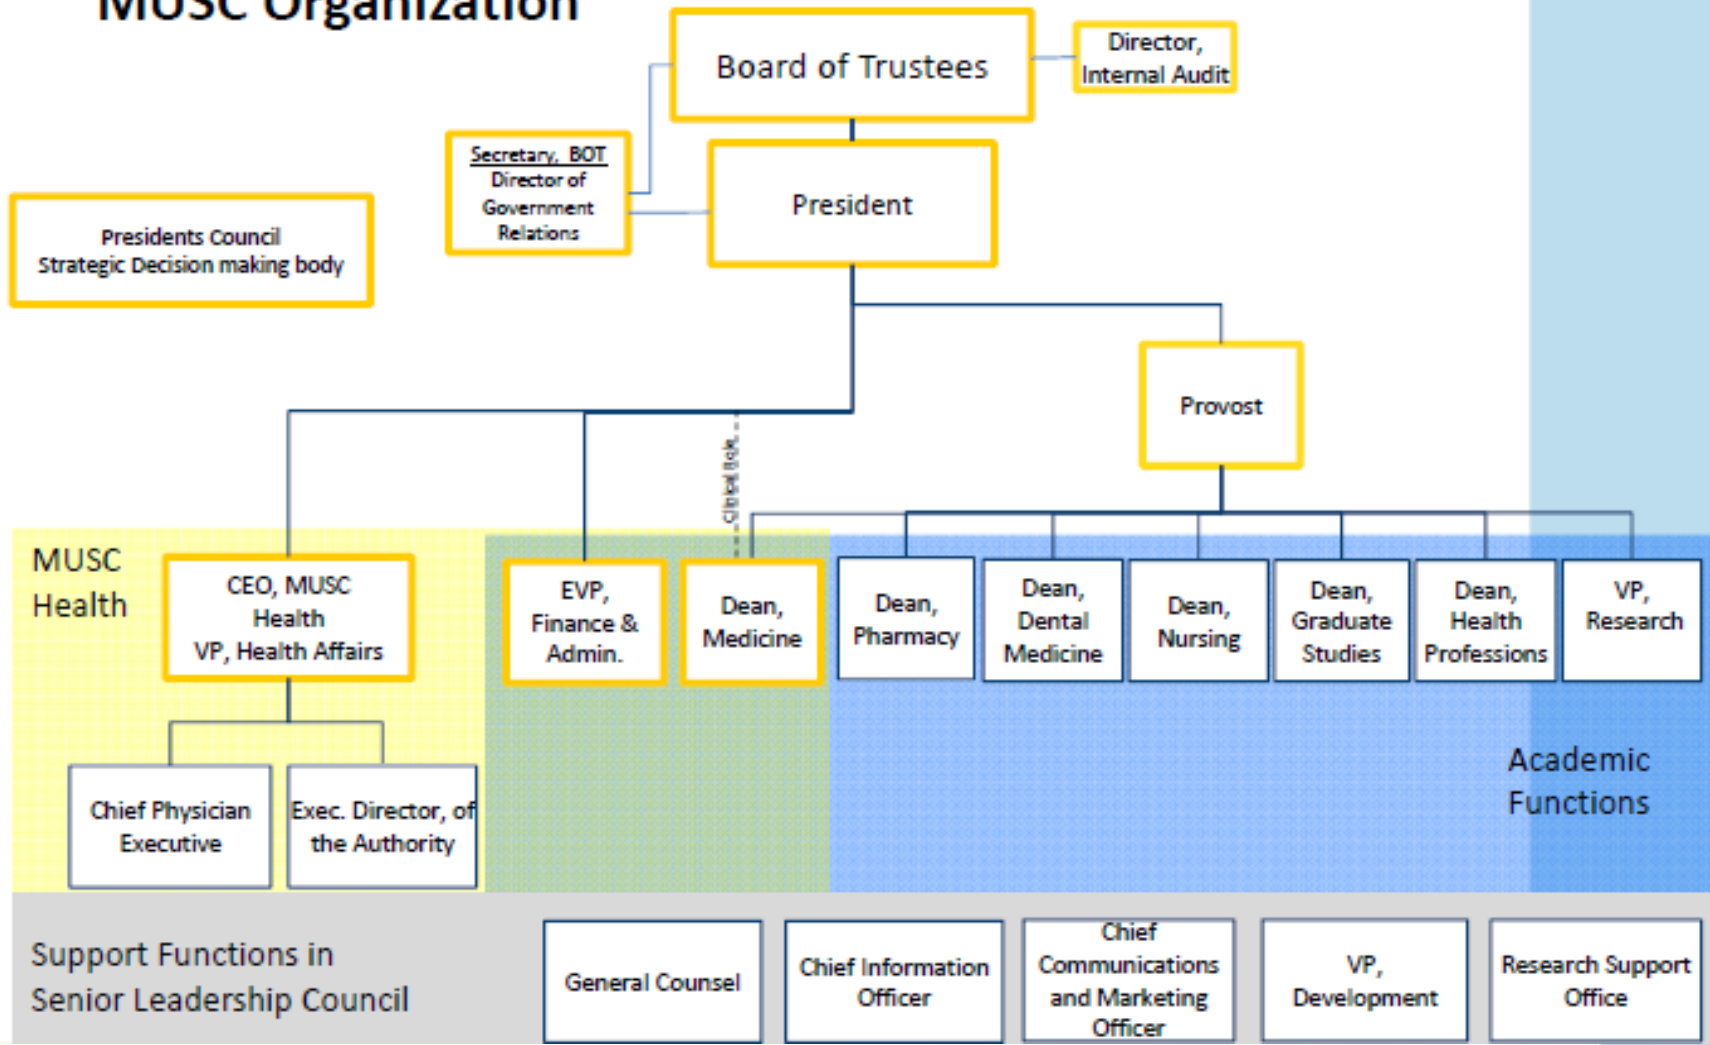 MUSC Organization
Board of Trustees
Director,
Internal Audit
Secretary, BOT
Director of
Government
Relations
President
Presidents Council
Strategic Decision making body
Provost
Clinical Role
MUSC
Health
CEO, MUSC
Health
VP, Health Affairs
EVP,
Finance &
Admin.
Dean,
Medicine
Dean,
Pharmacy
Dean,
Dental
Medicine
Dean,
Nursing
Dean,
Graduate
Studies
Dean,
Health
Professions
VP,
Research
Chief Physician
Executive
Exec. Director, of
the Authority
Academic
Functions
Support Functions in
Senior Leadership Council
General Counsel
Chief Information
Officer
Chief
Communications
and Marketing
Officer
VP,
Development
Research Support
Office